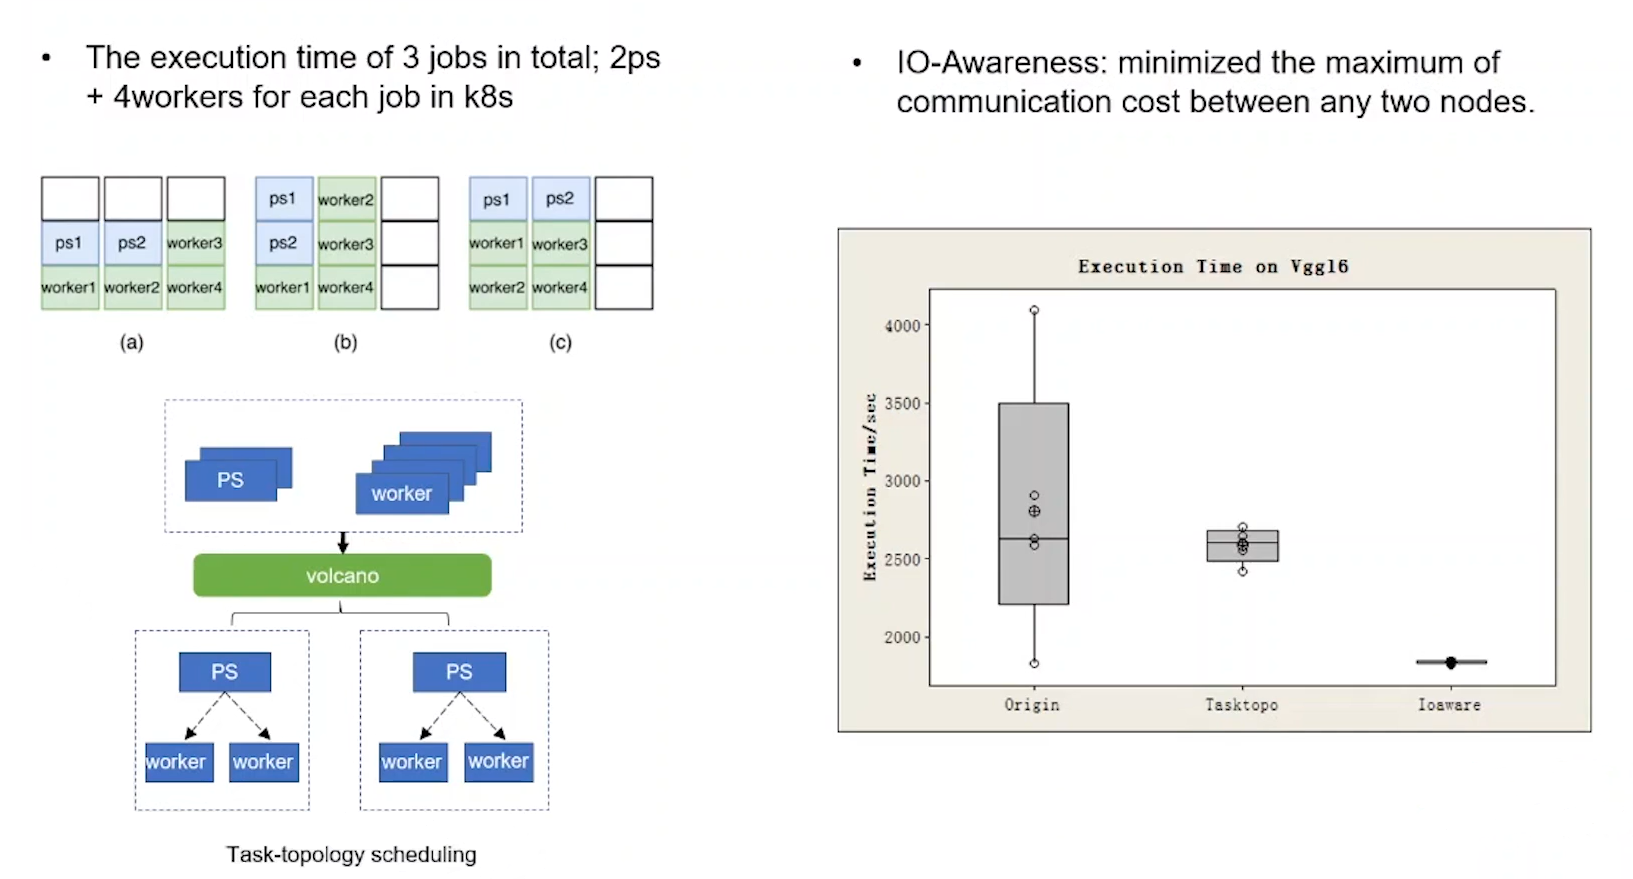 • The execution time of 3 jobs in total; 2ps
+ 4workers for each job in k8s
ps1 ps2 worker3
worker1 worker2 worker4
(a)
ps1 worker2
ps2 worker3
worker1 worker4
(b)
ps1 ps2
worker1 worker3
worker2 worker4
(c)
PS
worker
volcano
PS
worker worker
PS
worker worker
Task-topology scheduling
• IO-Awareness: minimized the maximum of
communication cost between any two nodes.
Execution Time on Vgg16
Execution Time/sec
4000
3500
3000
2500
2000
Origin Tasktopo Ioaware